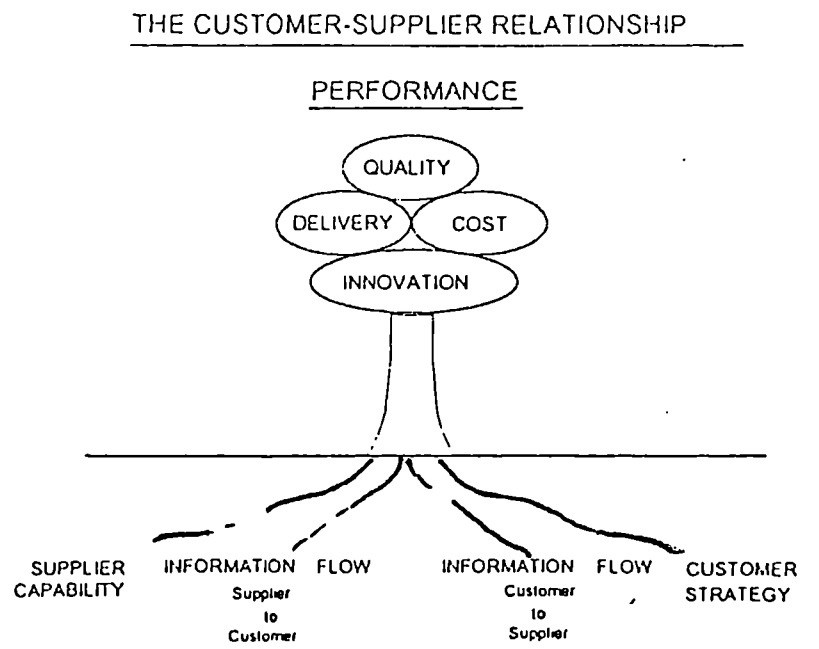 THE CUSTOMER-SUPPLIER RELATIONSHIP
PERFORMANCE
QUALITY
DELIVERY
COST
INNOVATION
SUPPLIER
CAPABILITY
INFORMATION FLOW
Supplier
to
Customer
INFORMATION FLOW
Customer
to
Supplier
CUSTOMER
STRATEGY